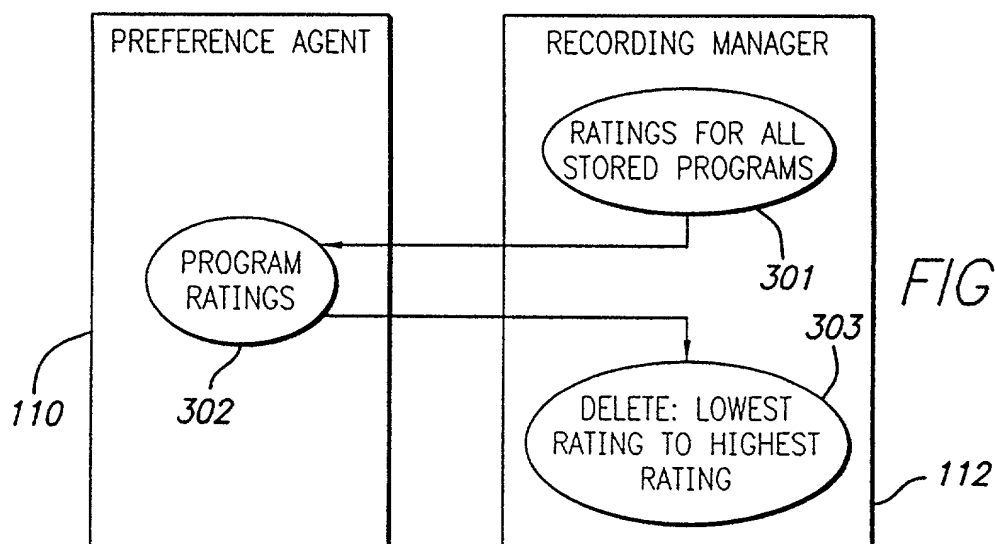 PREFERENCE AGENT
RECORDING MANAGER
RATINGS FOR ALL
STORED PROGRAMS
301
PROGRAM
RATINGS
302
110
FIG
303
DELETE: LOWEST
RATING TO HIGHEST
RATING
112